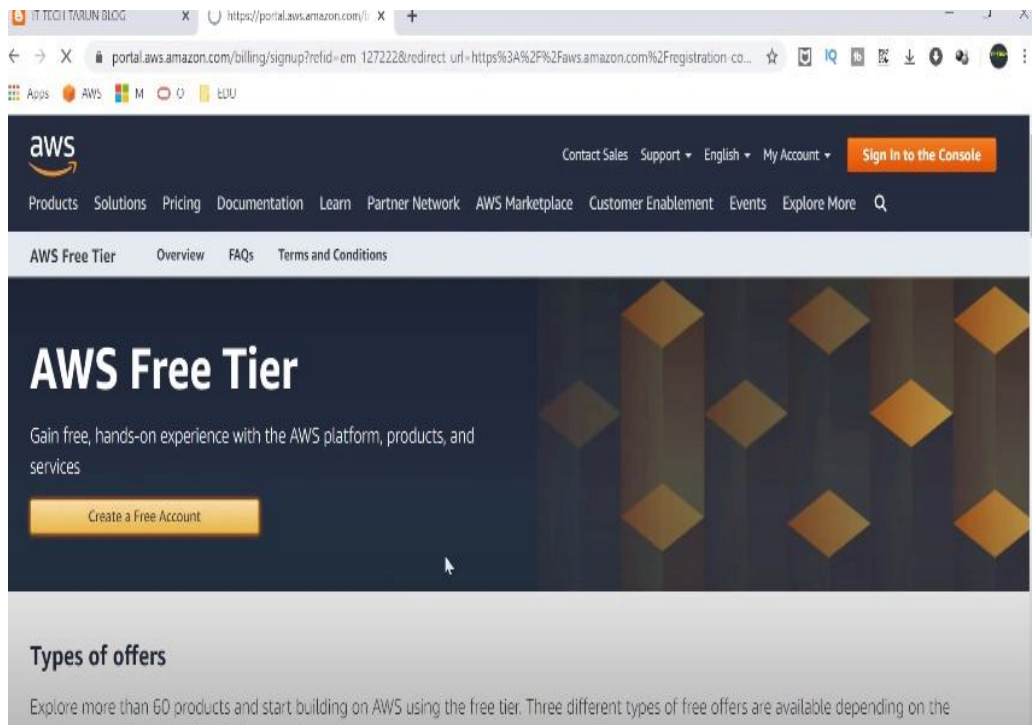 IT TECH TARUN BLOG X https://portal.aws.amazon.com/b X +
portal.aws.amazon.com/billing/signup?refid=em_127222&redirect_url=https%3A%2F%2Faws.amazon.com%2Fregistration-co...
Apps AWS M O EDU
aws
Contact Sales Support English My Account Sign In to the Console
Products Solutions Pricing Documentation Learn Partner Network AWS Marketplace Customer Enablement Events Explore More
AWS Free Tier Overview FAQs Terms and Conditions
AWS Free Tier
Gain free, hands-on experience with the AWS platform, products, and
services
Create a Free Account
Types of offers
Explore more than 60 products and start building on AWS using the free tier. Three different types of free offers are available depending on the